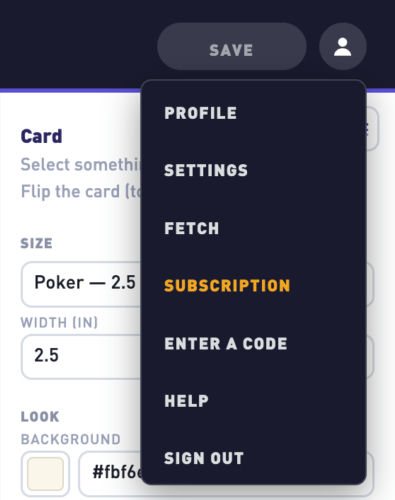 SAVE
PROFILE
Card
Select somethi
SETTINGS
Flip the card (to
FETCH
SIZE
Poker — 2.5
SUBSCRIPTION
WIDTH (IN)
ENTER A CODE
2.5
HELP
LOOK
BACKGROUND
SIGN OUT
#fbf6e